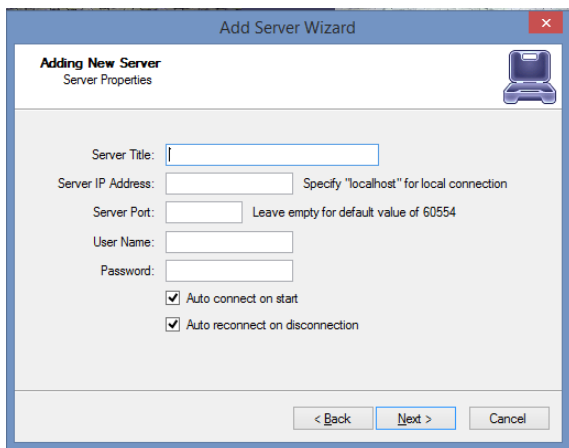 Add Server Wizard
Adding New Server
Server Properties
Server Title:
Server IP Address: Specify "localhost" for local connection
Server Port: Leave empty for default value of 60554
User Name:
Password:
Auto connect on start
Auto reconnect on disconnection
< Back Next > Cancel